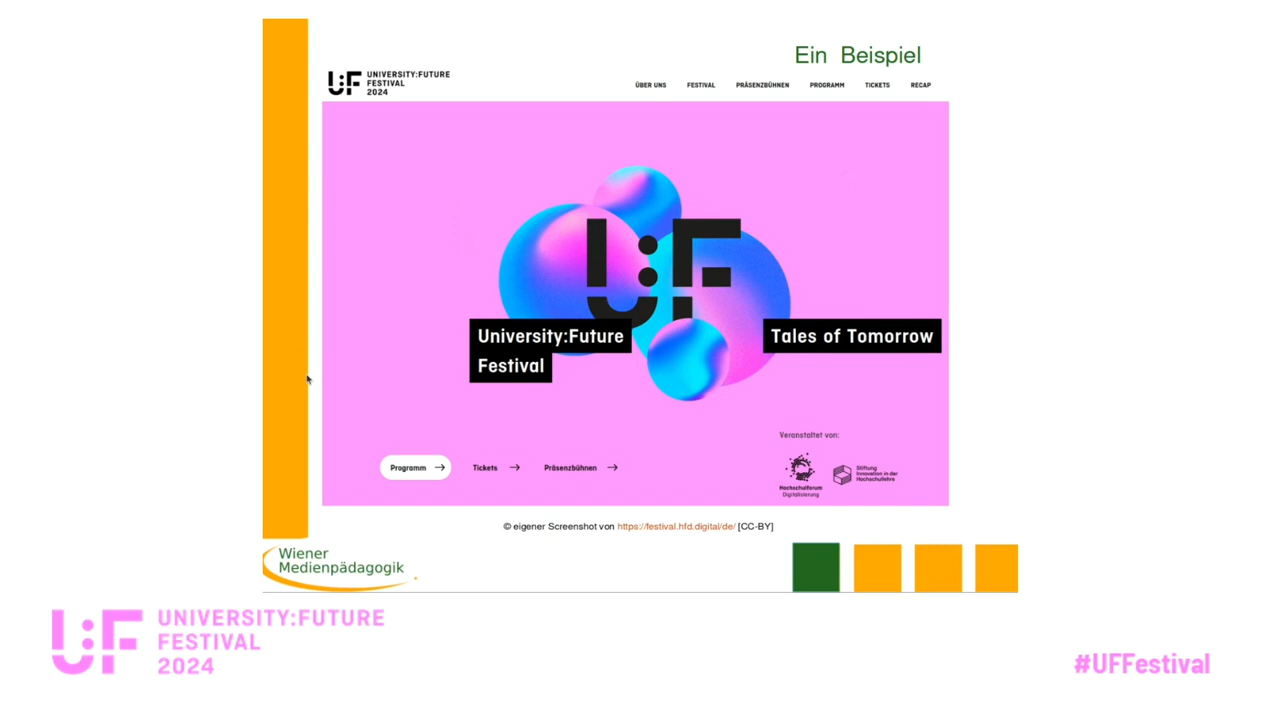 Ein Beispiel
UNIVERSITY:FUTURE
FESTIVAL
2024
ÜBER UNS FESTIVAL PRÄSENZBÜHNEN PROGRAMM TICKETS RECAP
U:F
University:Future
Festival
Tales of Tomorrow
Veranstaltet von:
Programm → Tickets → Präsenzbühnen →
Hochschulforum
Digitalisierung
Stiftung
Innovation in der
Hochschullehre
© eigener Screenshot von https://festival.hfd.digital/de/ [CC-BY]
Wiener
Medienpädagogik
U:F
UNIVERSITY:FUTURE
FESTIVAL
2024
#UFFestival